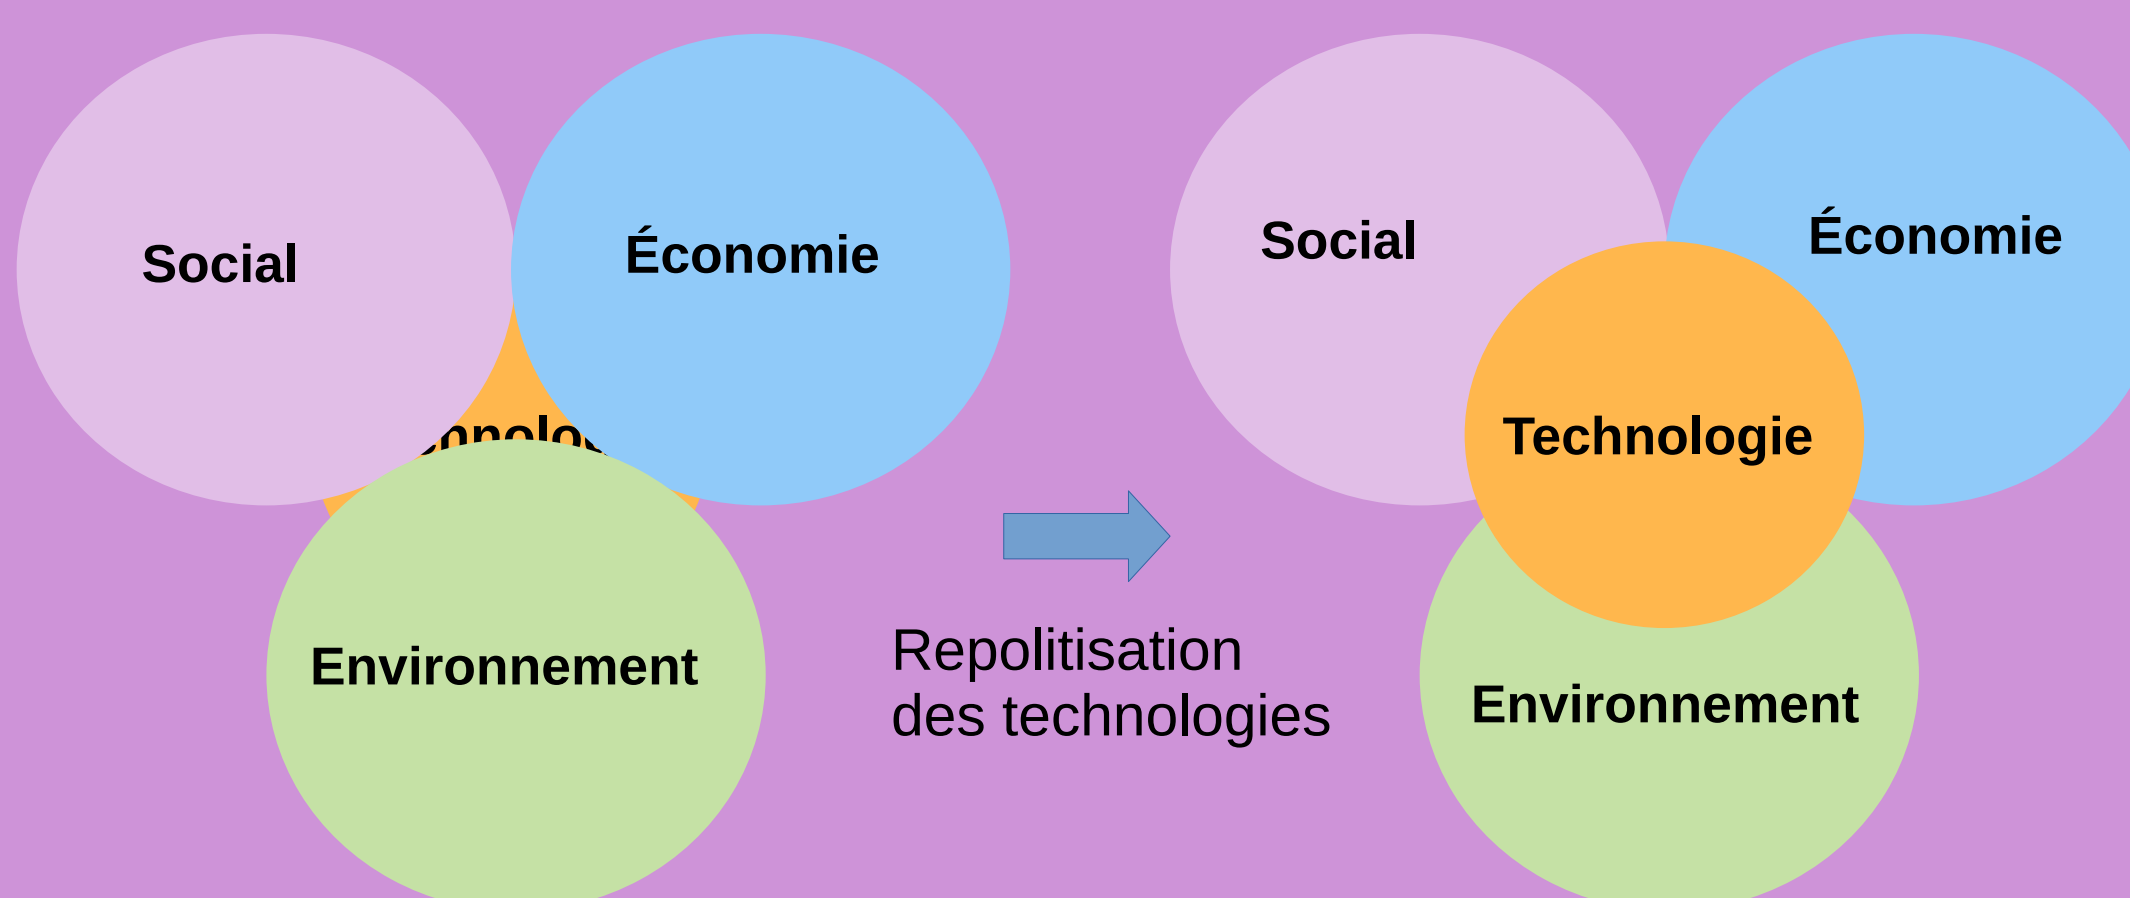 Social
Économie
Environnement
Repolitisation
des technologies
Social
Économie
Technologie
Environnement